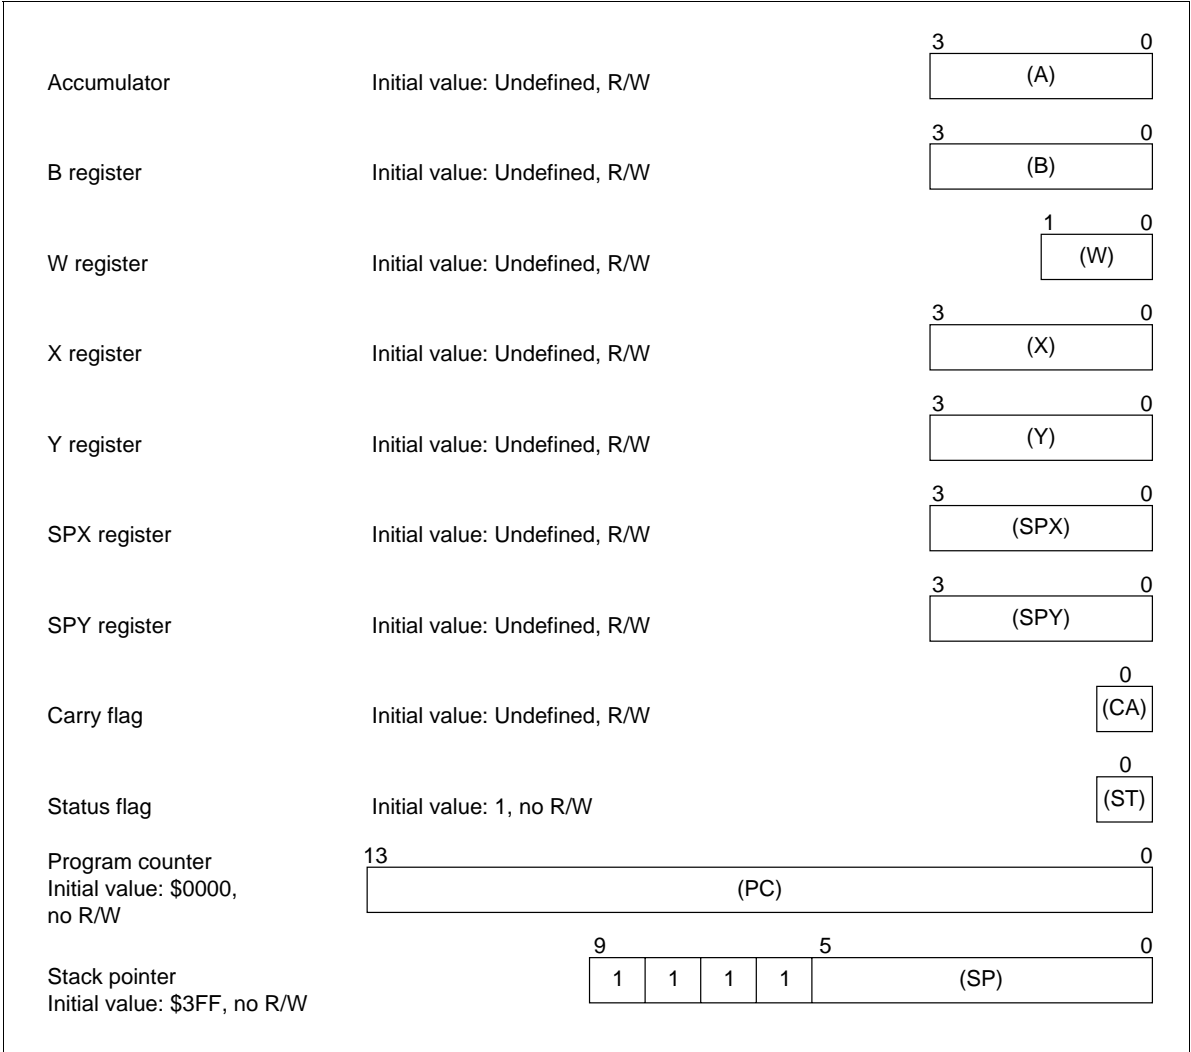 3 0
Accumulator Initial value: Undefined, R/W (A)
3 0
B register Initial value: Undefined, R/W (B)
1 0
W register Initial value: Undefined, R/W (W)
3 0
X register Initial value: Undefined, R/W (X)
3 0
Y register Initial value: Undefined, R/W (Y)
3 0
SPX register Initial value: Undefined, R/W (SPX)
3 0
SPY register Initial value: Undefined, R/W (SPY)
0
Carry flag Initial value: Undefined, R/W (CA)
0
Status flag Initial value: 1, no R/W (ST)
Program counter 13 0
Initial value: $0000, (PC)
no R/W
9 5 0
Stack pointer 1 1 1 1 (SP)
Initial value: $3FF, no R/W